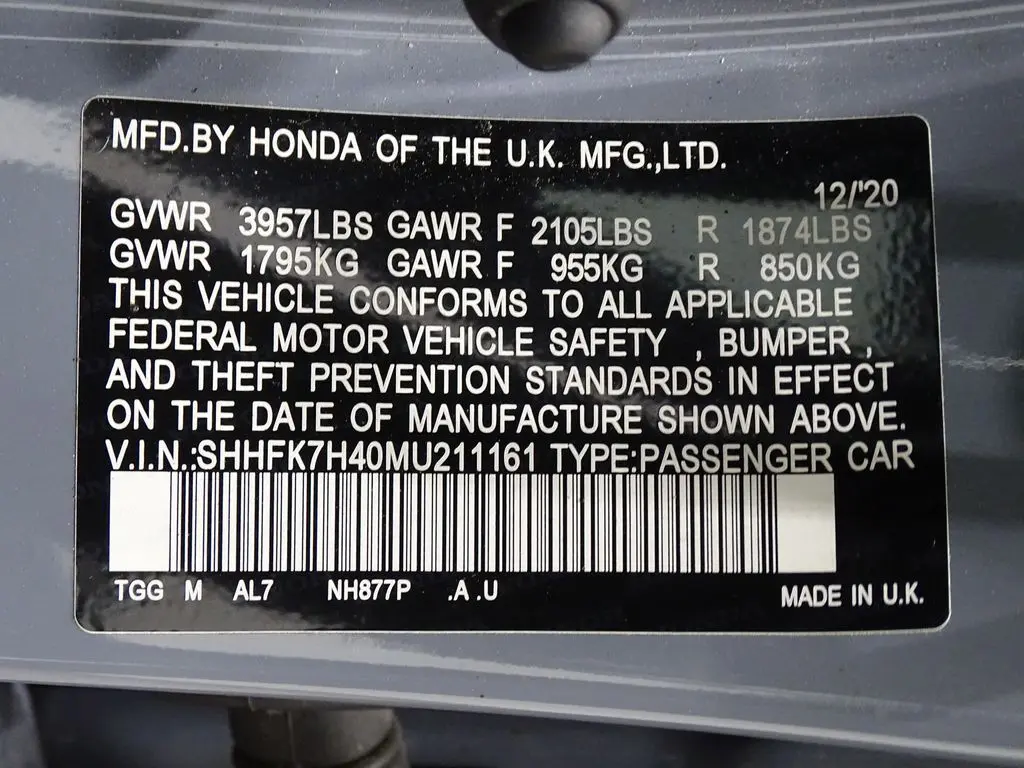 MFD.BY HONDA OF THE U.K. MFG.,LTD.
12/'20
GVWR 3957LBS GAWR F 2105LBS R 1874LBS
GVWR 1795KG GAWR F 955KG R 850KG
THIS VEHICLE CONFORMS TO ALL APPLICABLE
FEDERAL MOTOR VEHICLE SAFETY , BUMPER ,
AND THEFT PREVENTION STANDARDS IN EFFECT
ON THE DATE OF MANUFACTURE SHOWN ABOVE.
V.I.N.:SHHFK7H40MU211161 TYPE:PASSENGER CAR
TGG M AL7 NH877P .A .U MADE IN U.K.